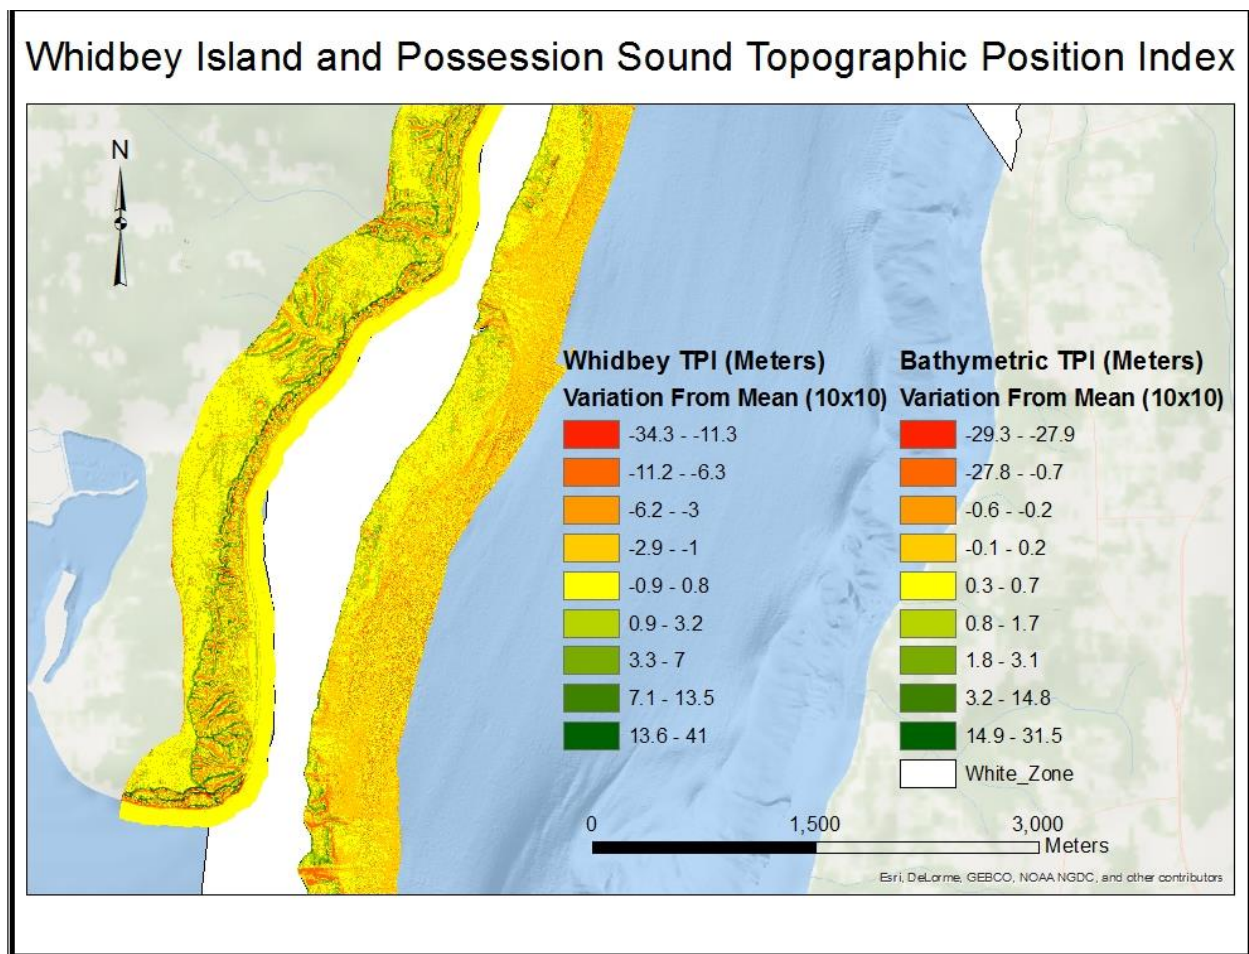 Whidbey Island and Possession Sound Topographic Position Index
N
Whidbey TPI (Meters)
Variation From Mean (10x10)
-34.3 - -11.3
-11.2 - -6.3
-6.2 - -3
-2.9 - -1
-0.9 - 0.8
0.9 - 3.2
3.3 - 7
7.1 - 13.5
13.6 - 41
Bathymetric TPI (Meters)
Variation From Mean (10x10)
-29.3 - -27.9
-27.8 - -0.7
-0.6 - -0.2
-0.1 - 0.2
0.3 - 0.7
0.8 - 1.7
1.8 - 3.1
3.2 - 14.8
14.9 - 31.5
White_Zone
0 1,500 3,000
Meters
Esri, DeLorme, GEBCO, NOAA NGDC, and other contributors